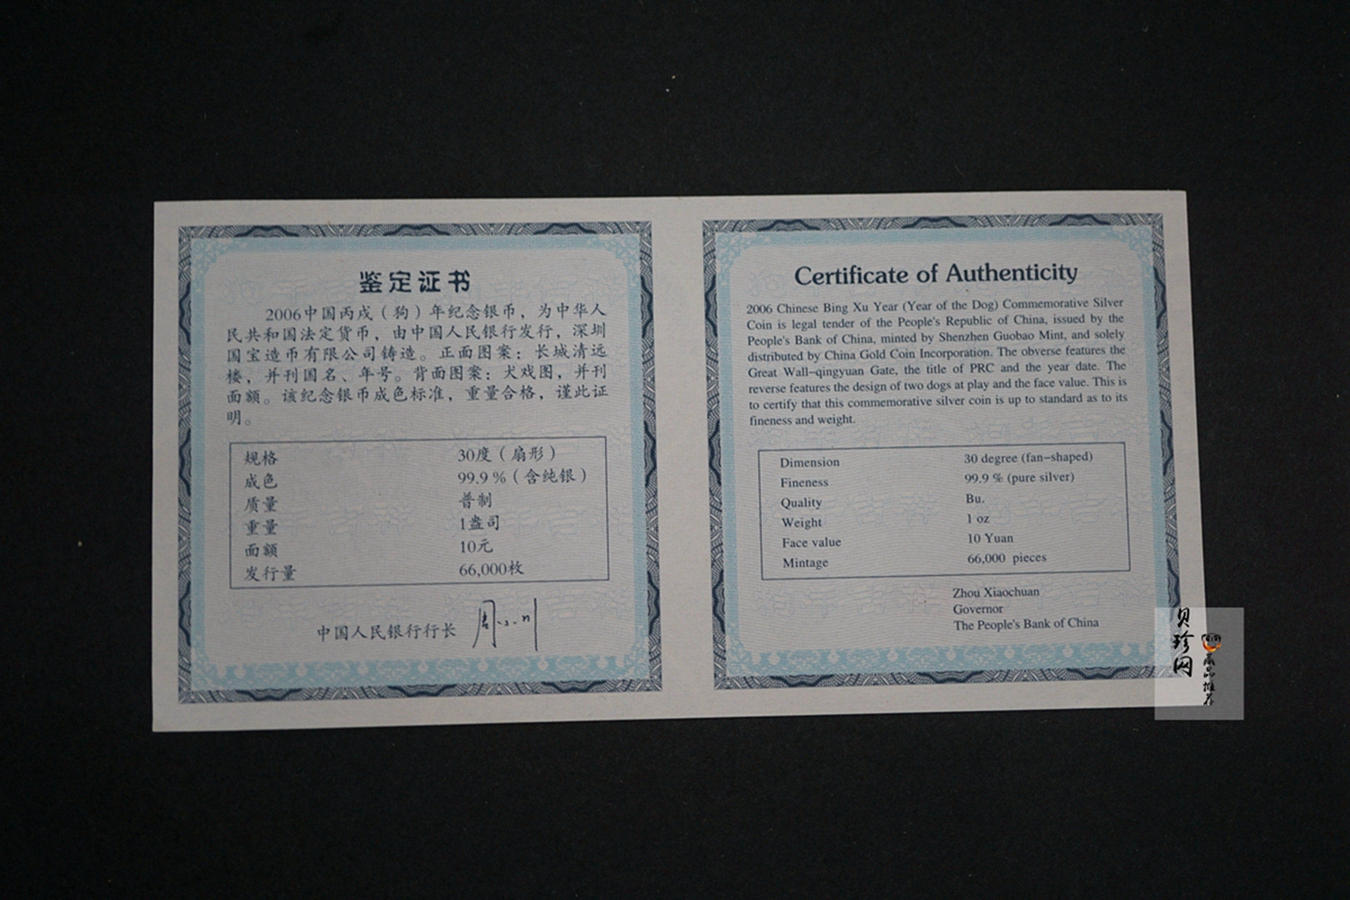 鉴定证书
2006中国丙戌（狗）年纪念银币，为中华人
民共和国法定货币，由中国人民银行发行，深圳
国宝造币有限公司铸造。正面图案：长城清远
楼，并刊国名、年号。背面图案：犬戏图，并刊
面额。该纪念银币成色标准，重量合格，谨此证
明。
规格 30度（扇形）
成色 99.9％（含纯银）
质量 普制
重量 1盎司
面额 10元
发行量 66,000枚
中国人民银行行长
Certificate of Authenticity
2006 Chinese Bing Xu Year (Year of the Dog) Commemorative Silver
Coin is legal tender of the People's Republic of China, issued by the
People's Bank of China, minted by Shenzhen Guobao Mint, and solely
distributed by China Gold Coin Incorporation. The obverse features the
Great Wall-qingyuan Gate, the title of PRC and the year date. The
reverse features the design of two dogs at play and the face value. This is
to certify that this commemorative silver coin is up to standard as to its
fineness and weight.
Dimension 30 degree (fan-shaped)
Fineness 99.9 % (pure silver)
Quality Bu.
Weight 1 oz
Face value 10 Yuan
Mintage 66,000 pieces
Zhou Xiaochuan
Governor
The People's Bank of China
贝珍网
藏品推荐